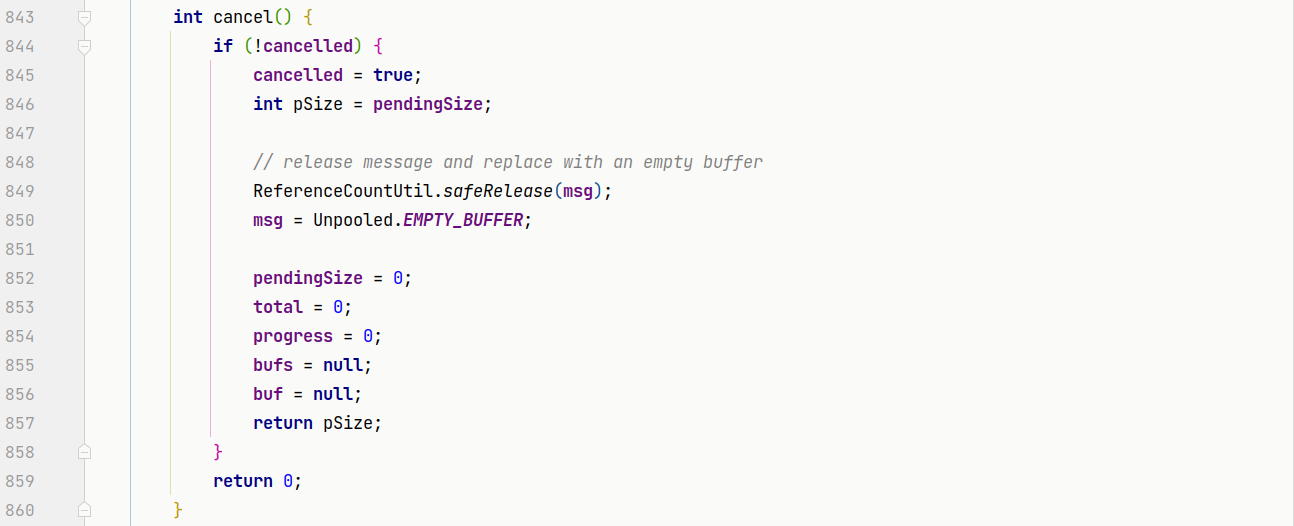 843 int cancel() {
844 if (!cancelled) {
845 cancelled = true;
846 int pSize = pendingSize;
847
848 // release message and replace with an empty buffer
849 ReferenceCountUtil.safeRelease(msg);
850 msg = Unpooled.EMPTY_BUFFER;
851
852 pendingSize = 0;
853 total = 0;
854 progress = 0;
855 bufs = null;
856 buf = null;
857 return pSize;
858 }
859 return 0;
860 }